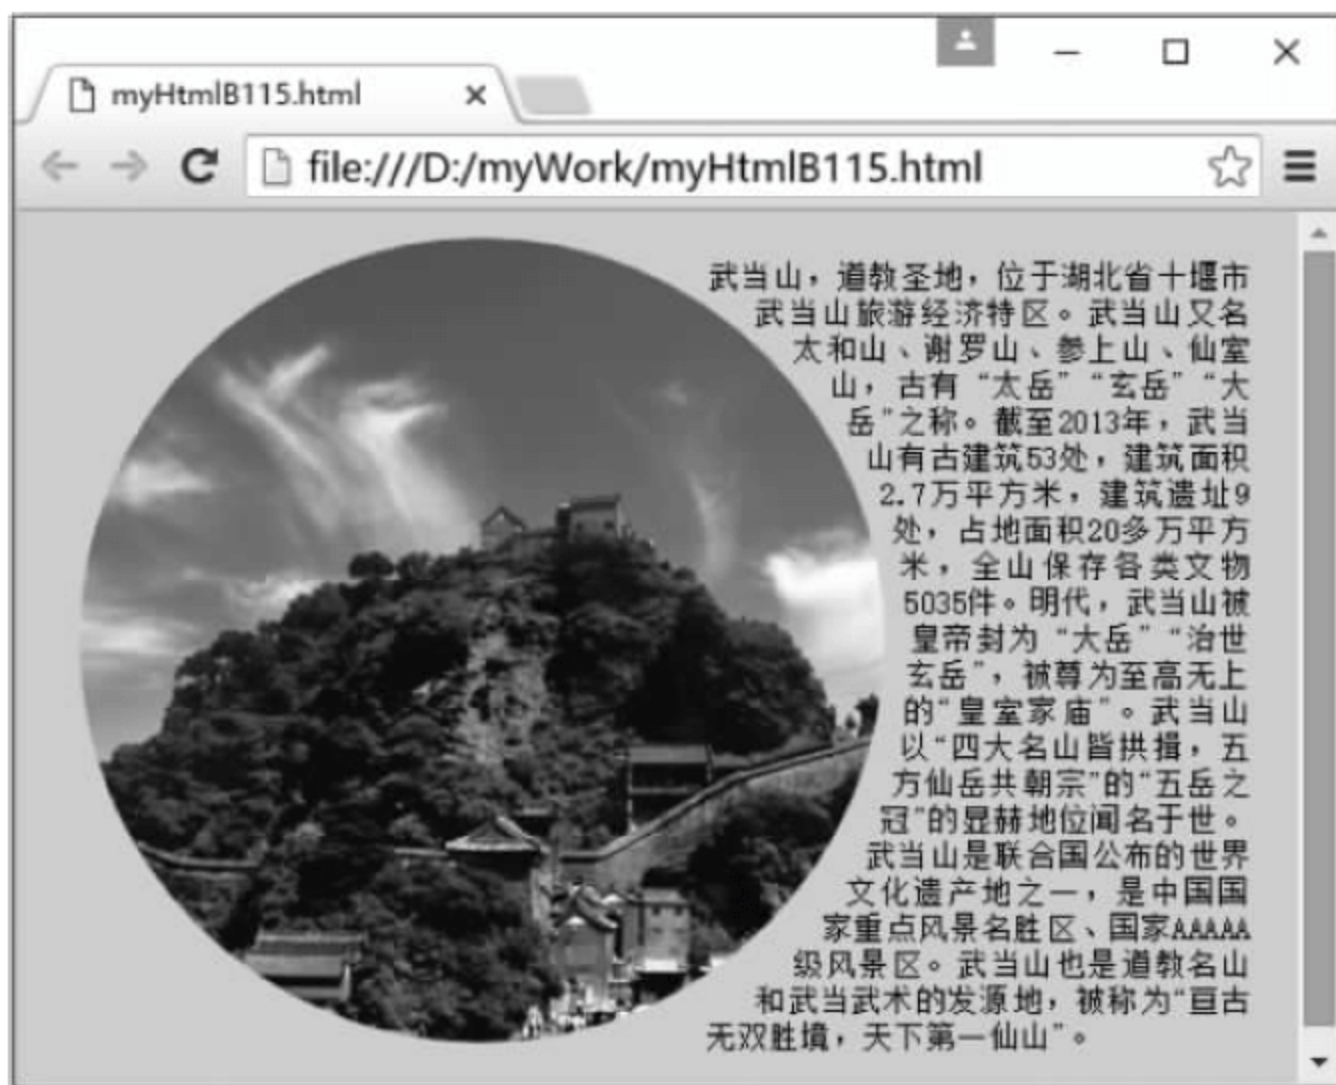 myHtmlB115.html
file:///D:/myWork/myHtmlB115.html
武当山，道教圣地，位于湖北省十堰市
武当山旅游经济特区。武当山又名
太和山、谢罗山、参上山、仙室
山，古有“太岳”“玄岳”“大
岳”之称。截至2013年，武当
山有古建筑53处，建筑面积
2.7万平方米，建筑遗址9
处，占地面积20多万平方
米，全山保存各类文物
5035件。明代，武当山被
皇帝封为“大岳”“治世
玄岳”，被尊为至高无上
的“皇室家庙”。武当山
以“四大名山皆拱揖，五
方仙岳共朝宗”的“五岳之
冠”的显赫地位闻名于世。
武当山是联合国公布的世界
文化遗产地之一，是中国国
家重点风景名胜区、国家AAAAA
级风景区。武当山也是道教名山
和武当武术的发源地，被称为“亘古
无双胜境，天下第一仙山”。